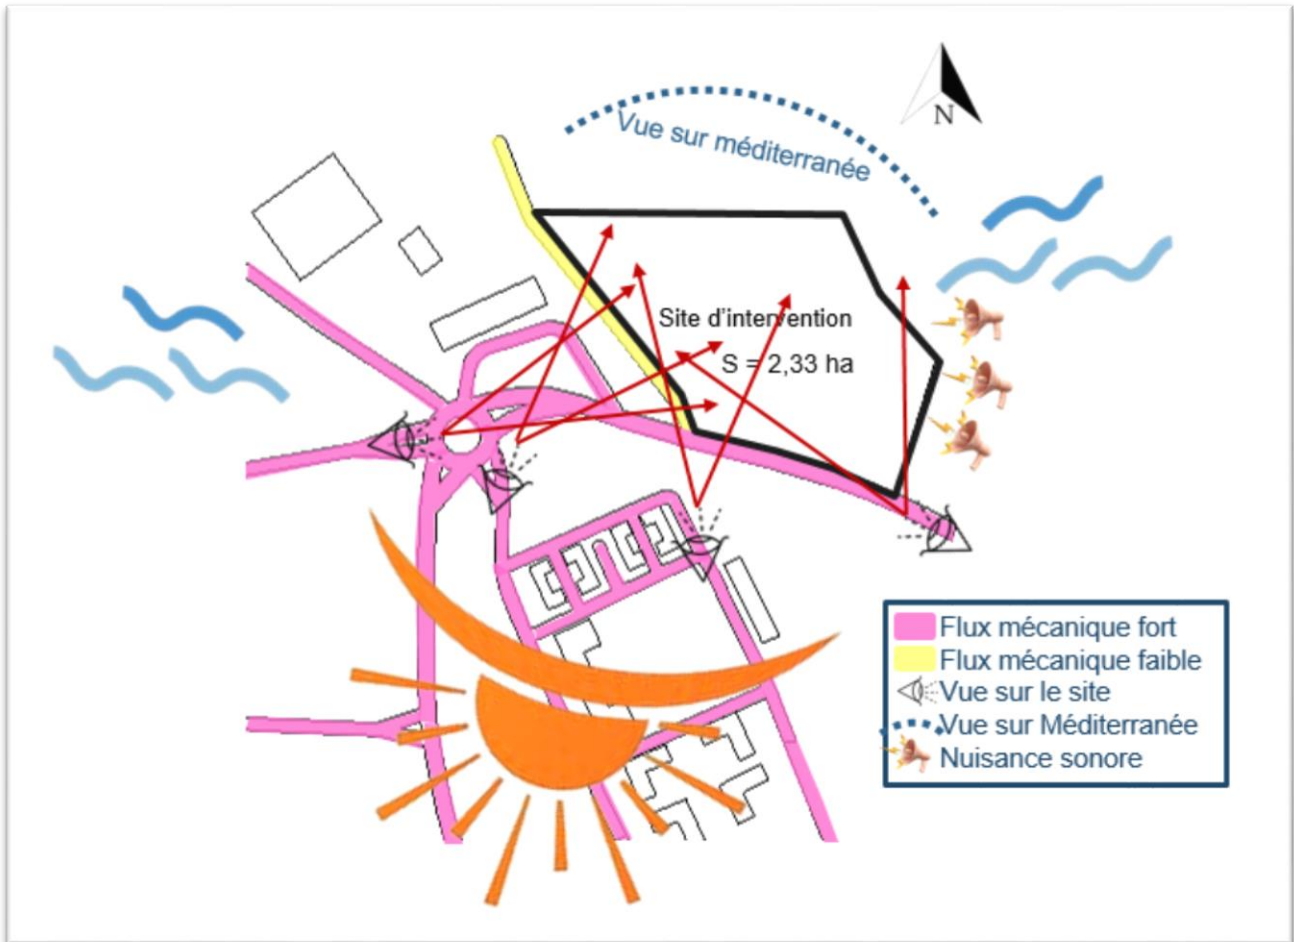 N
Vue sur méditerranée
Site d'intervention
S = 2,33 ha
Flux mécanique fort
Flux mécanique faible
Vue sur le site
Vue sur Méditerranée
Nuisance sonore